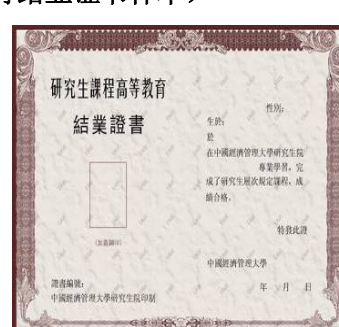 研究生課程高等教育
結業證書
(加蓋鋼印)
證書編號:
中國經濟管理大學研究生院印制
性別:
生於:
於
在中國經濟管理大學研究生院
專業學習，完
成了研究生層次規定課程，成
績合格。
特發此證
中國經濟管理大學
年 月 日